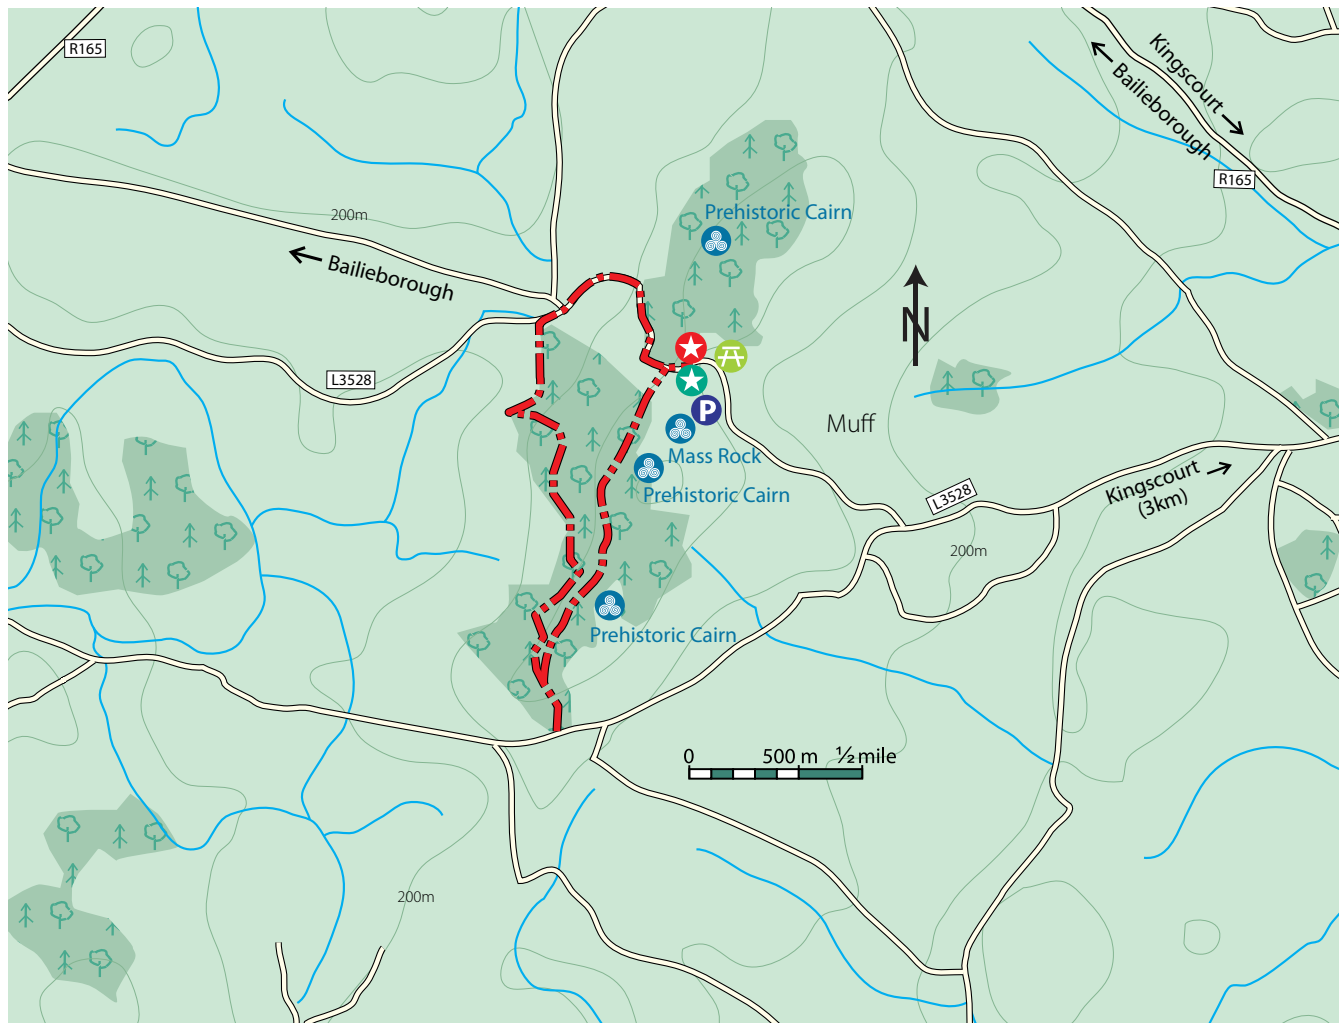 R165
Kingscourt
Bailieborough
R165
Prehistoric Cairn
200m
Bailieborough
N
L3528
P
Muff
Mass Rock
Prehistoric Cairn
Kingscourt
(3km)
L3528
200m
Prehistoric Cairn
0 500 m ½ mile
200m